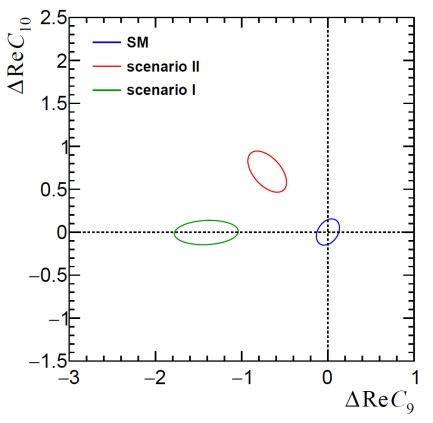 ΔReC₁₀
2.5
2
1.5
1
0.5
0
−0.5
−1
−1.5
SM
scenario II
scenario I
−3 −2 −1 0 1
ΔReC₉